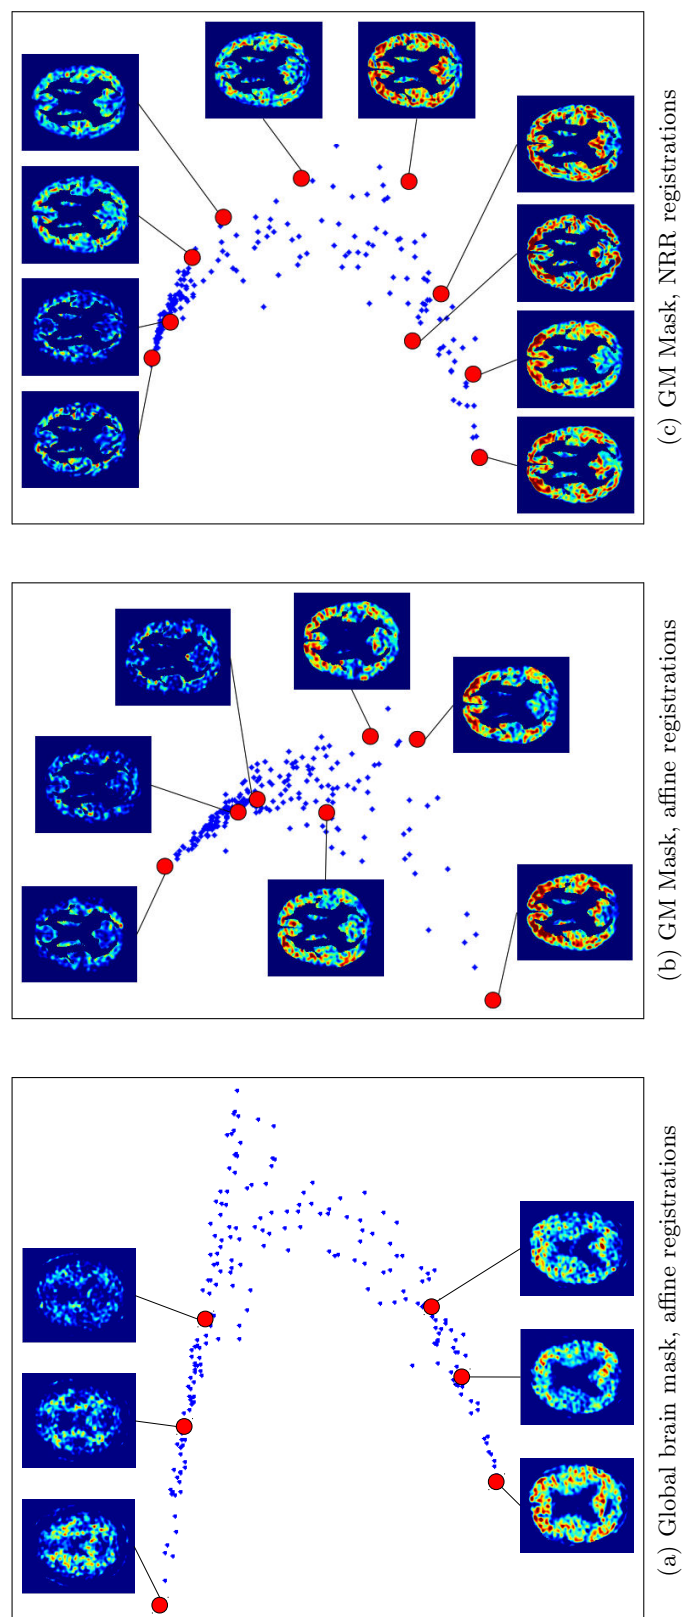 (a) Global brain mask, affine registrations
(b) GM Mask, affine registrations
(c) GM Mask, NRR registrations